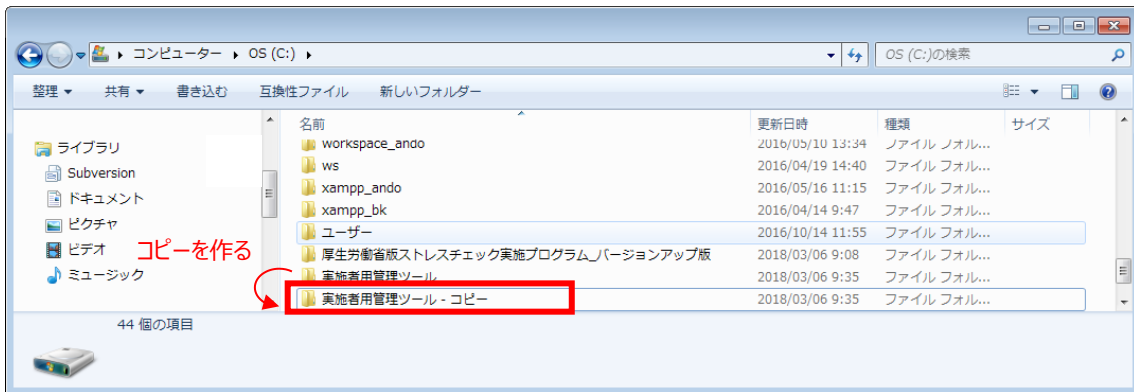 コンピューター ▸ OS (C:) ▸
OS (C:)の検索
整理 ▼ 共有 ▼ 書き込む 互換性ファイル 新しいフォルダー
名前 更新日時 種類 サイズ
ライブラリ
Subversion
ドキュメント
ピクチャ
ビデオ
ミュージック
コピーを作る
workspace_ando 2016/05/10 13:34 ファイル フォル...
ws 2016/04/19 14:40 ファイル フォル...
xampp_ando 2016/05/16 11:15 ファイル フォル...
xampp_bk 2016/04/14 9:47 ファイル フォル...
ユーザー 2016/10/14 11:55 ファイル フォル...
厚生労働省版ストレスチェック実施プログラム_バージョンアップ版 2018/03/06 9:08 ファイル フォル...
実施者用管理ツール 2018/03/06 9:35 ファイル フォル...
実施者用管理ツール - コピー 2018/03/06 9:35 ファイル フォル...
44 個の項目